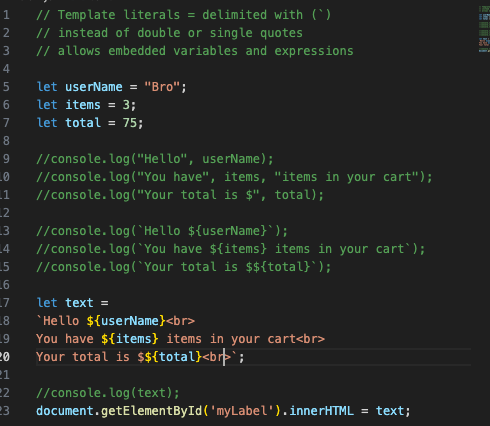 1 // Template literals = delimited with (`)
2 // instead of double or single quotes
3 // allows embedded variables and expressions
4
5 let userName = "Bro";
6 let items = 3;
7 let total = 75;
8
9 //console.log("Hello", userName);
10 //console.log("You have", items, "items in your cart");
11 //console.log("Your total is $", total);
12
13 //console.log(`Hello ${userName}`);
14 //console.log(`You have ${items} items in your cart`);
15 //console.log(`Your total is $${total}`);
16
17 let text =
18 `Hello ${userName}<br>
19 You have ${items} items in your cart<br>
20 Your total is $${total}<br>`;
21
22 //console.log(text);
23 document.getElementById('myLabel').innerHTML = text;